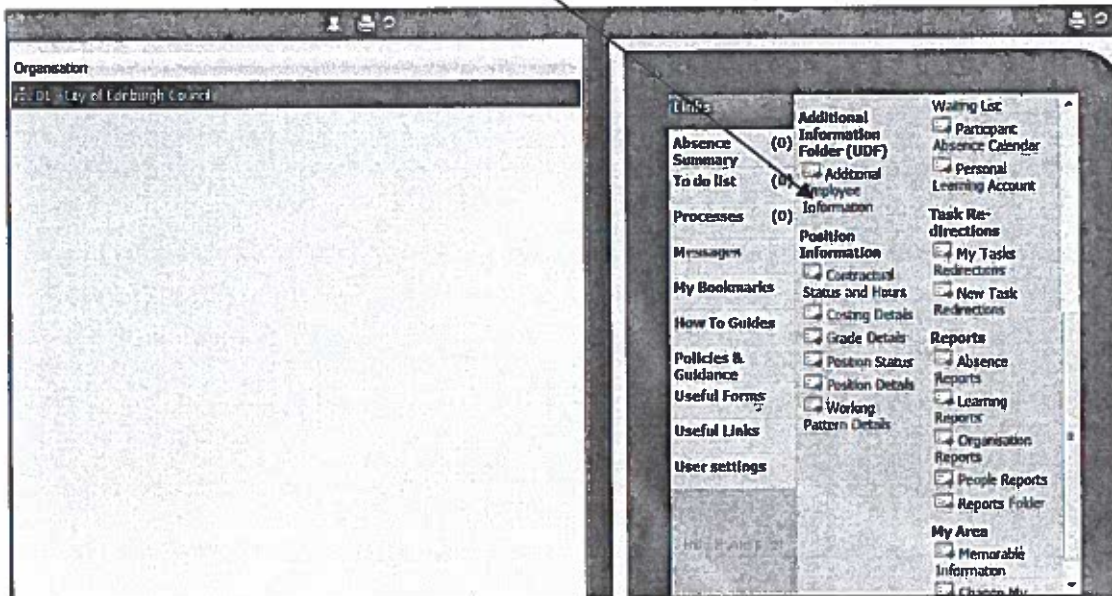 Organisation
01 - City of Edinburgh Council
Links
Absence (0)
Summary
To do list (0)
Processes (0)
Messages
My Bookmarks
How To Guides
Policies &
Guidance
Useful Forms
Useful Links
User settings
Additional
Information
Folder (UDF)
Additional
Employee
Information
Position
Information
Contractual
Status and Hours
Costing Details
Grade Details
Position Status
Position Details
Working
Pattern Details
Waiting List
Participant
Absence Calendar
Personal
Learning Account
Task Re-
directions
My Tasks
Redirections
New Task
Redirections
Reports
Absence
Reports
Learning
Reports
Organisation
Reports
People Reports
Reports Folder
My Area
Memorable
Information
Change My